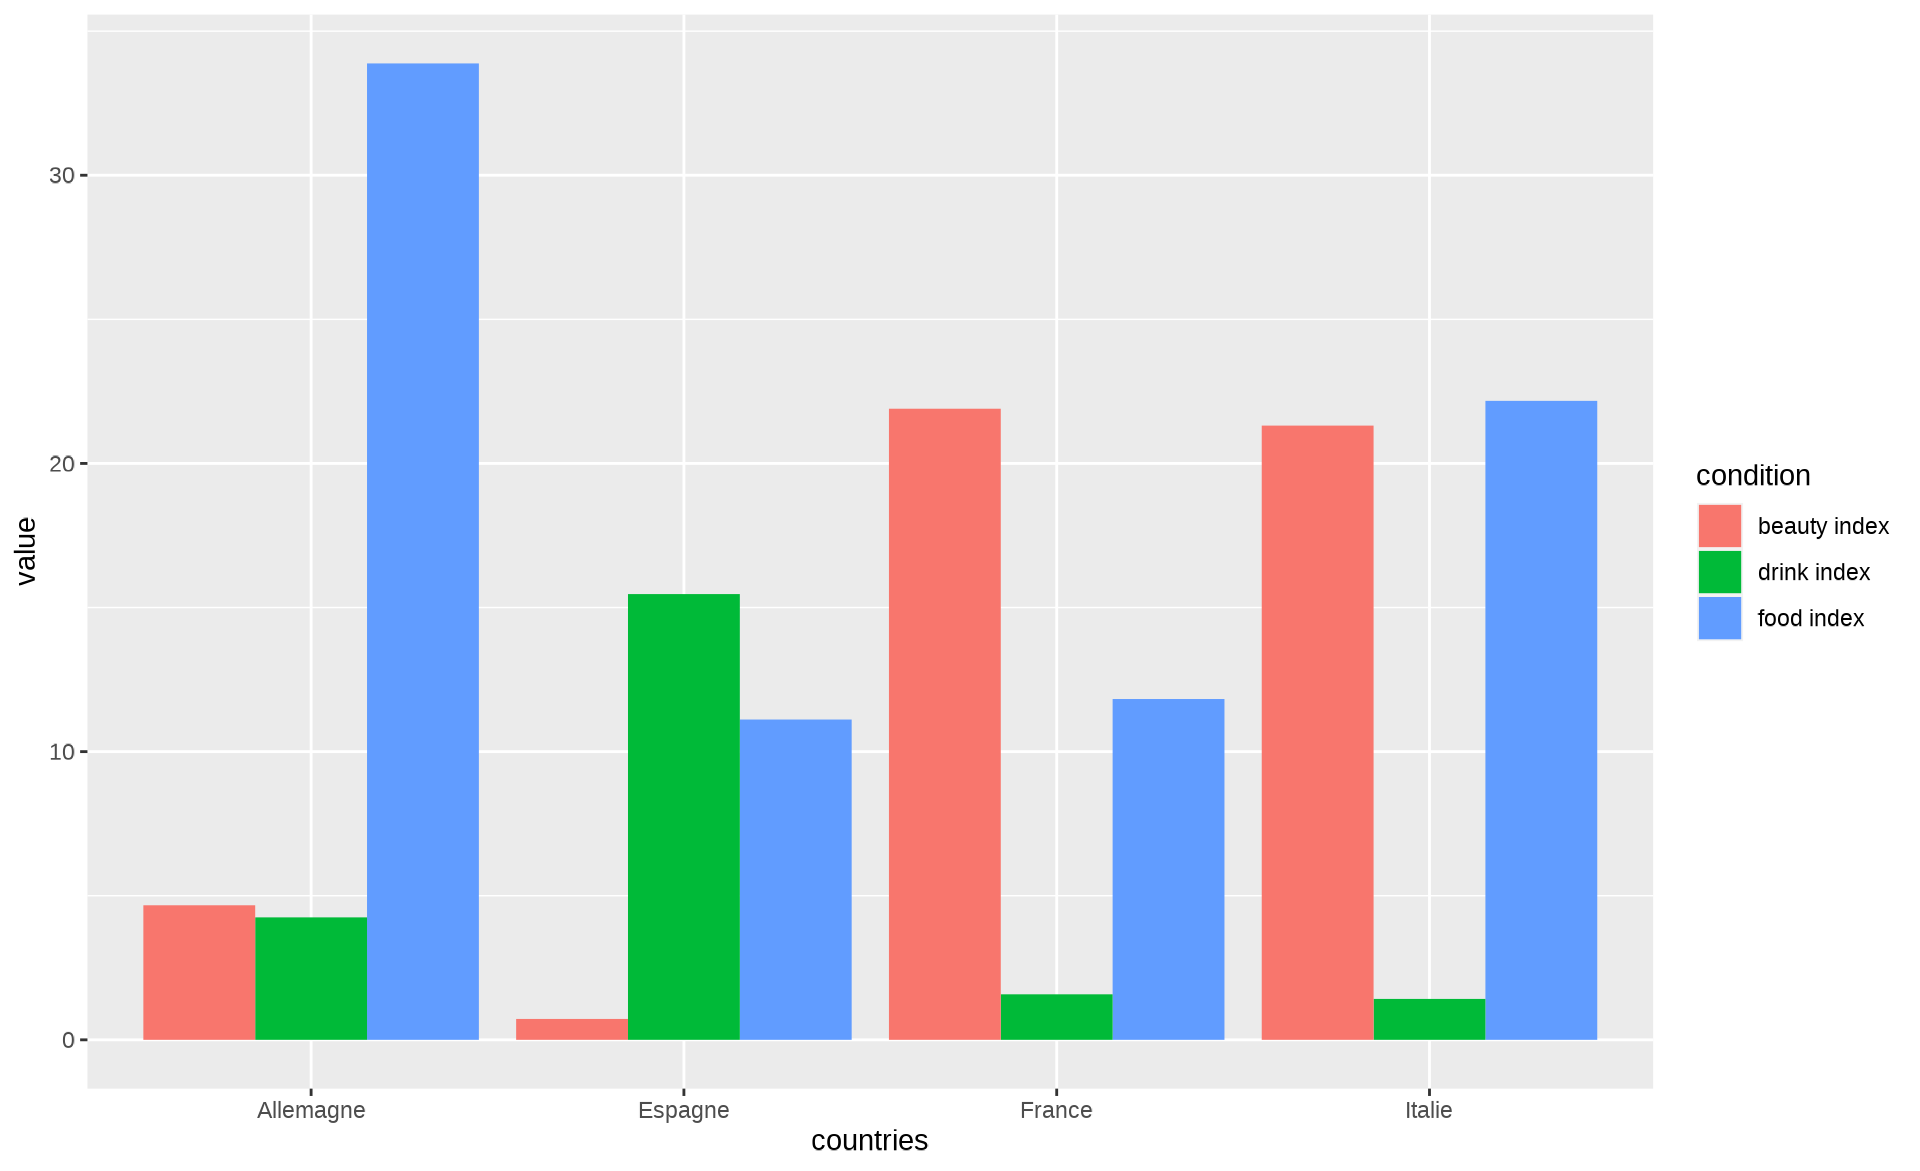 30
20
10
0
value
Allemagne
Espagne
France
Italie
countries
condition
beauty index
drink index
food index